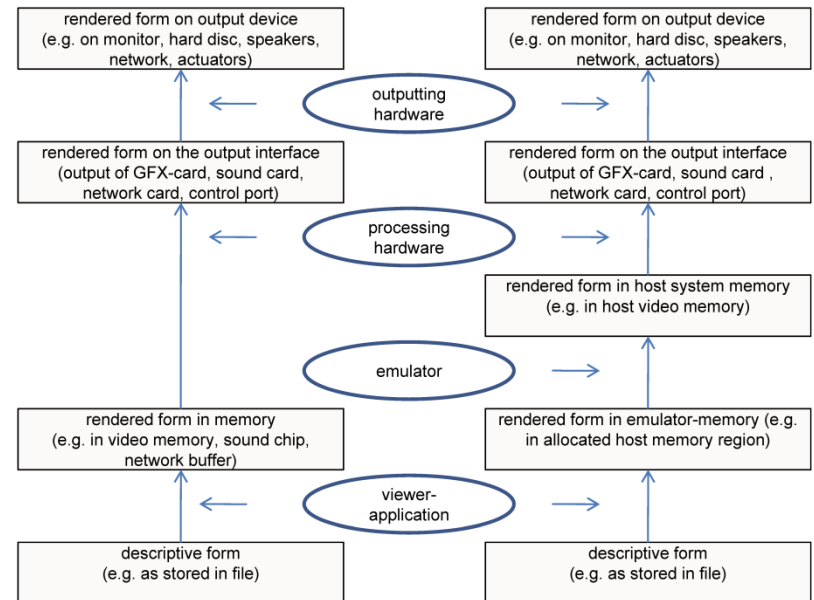 rendered form on output device
(e.g. on monitor, hard disc, speakers,
network, actuators)
rendered form on output device
(e.g. on monitor, hard disc, speakers,
network, actuators)
outputting
hardware
rendered form on the output interface
(output of GFX-card, sound card,
network card, control port)
rendered form on the output interface
(output of GFX-card, sound card ,
network card, control port)
processing
hardware
rendered form in host system memory
(e.g. in host video memory)
emulator
rendered form in memory
(e.g. in video memory, sound chip,
network buffer)
rendered form in emulator-memory (e.g.
in allocated host memory region)
viewer-
application
descriptive form
(e.g. as stored in file)
descriptive form
(e.g. as stored in file)